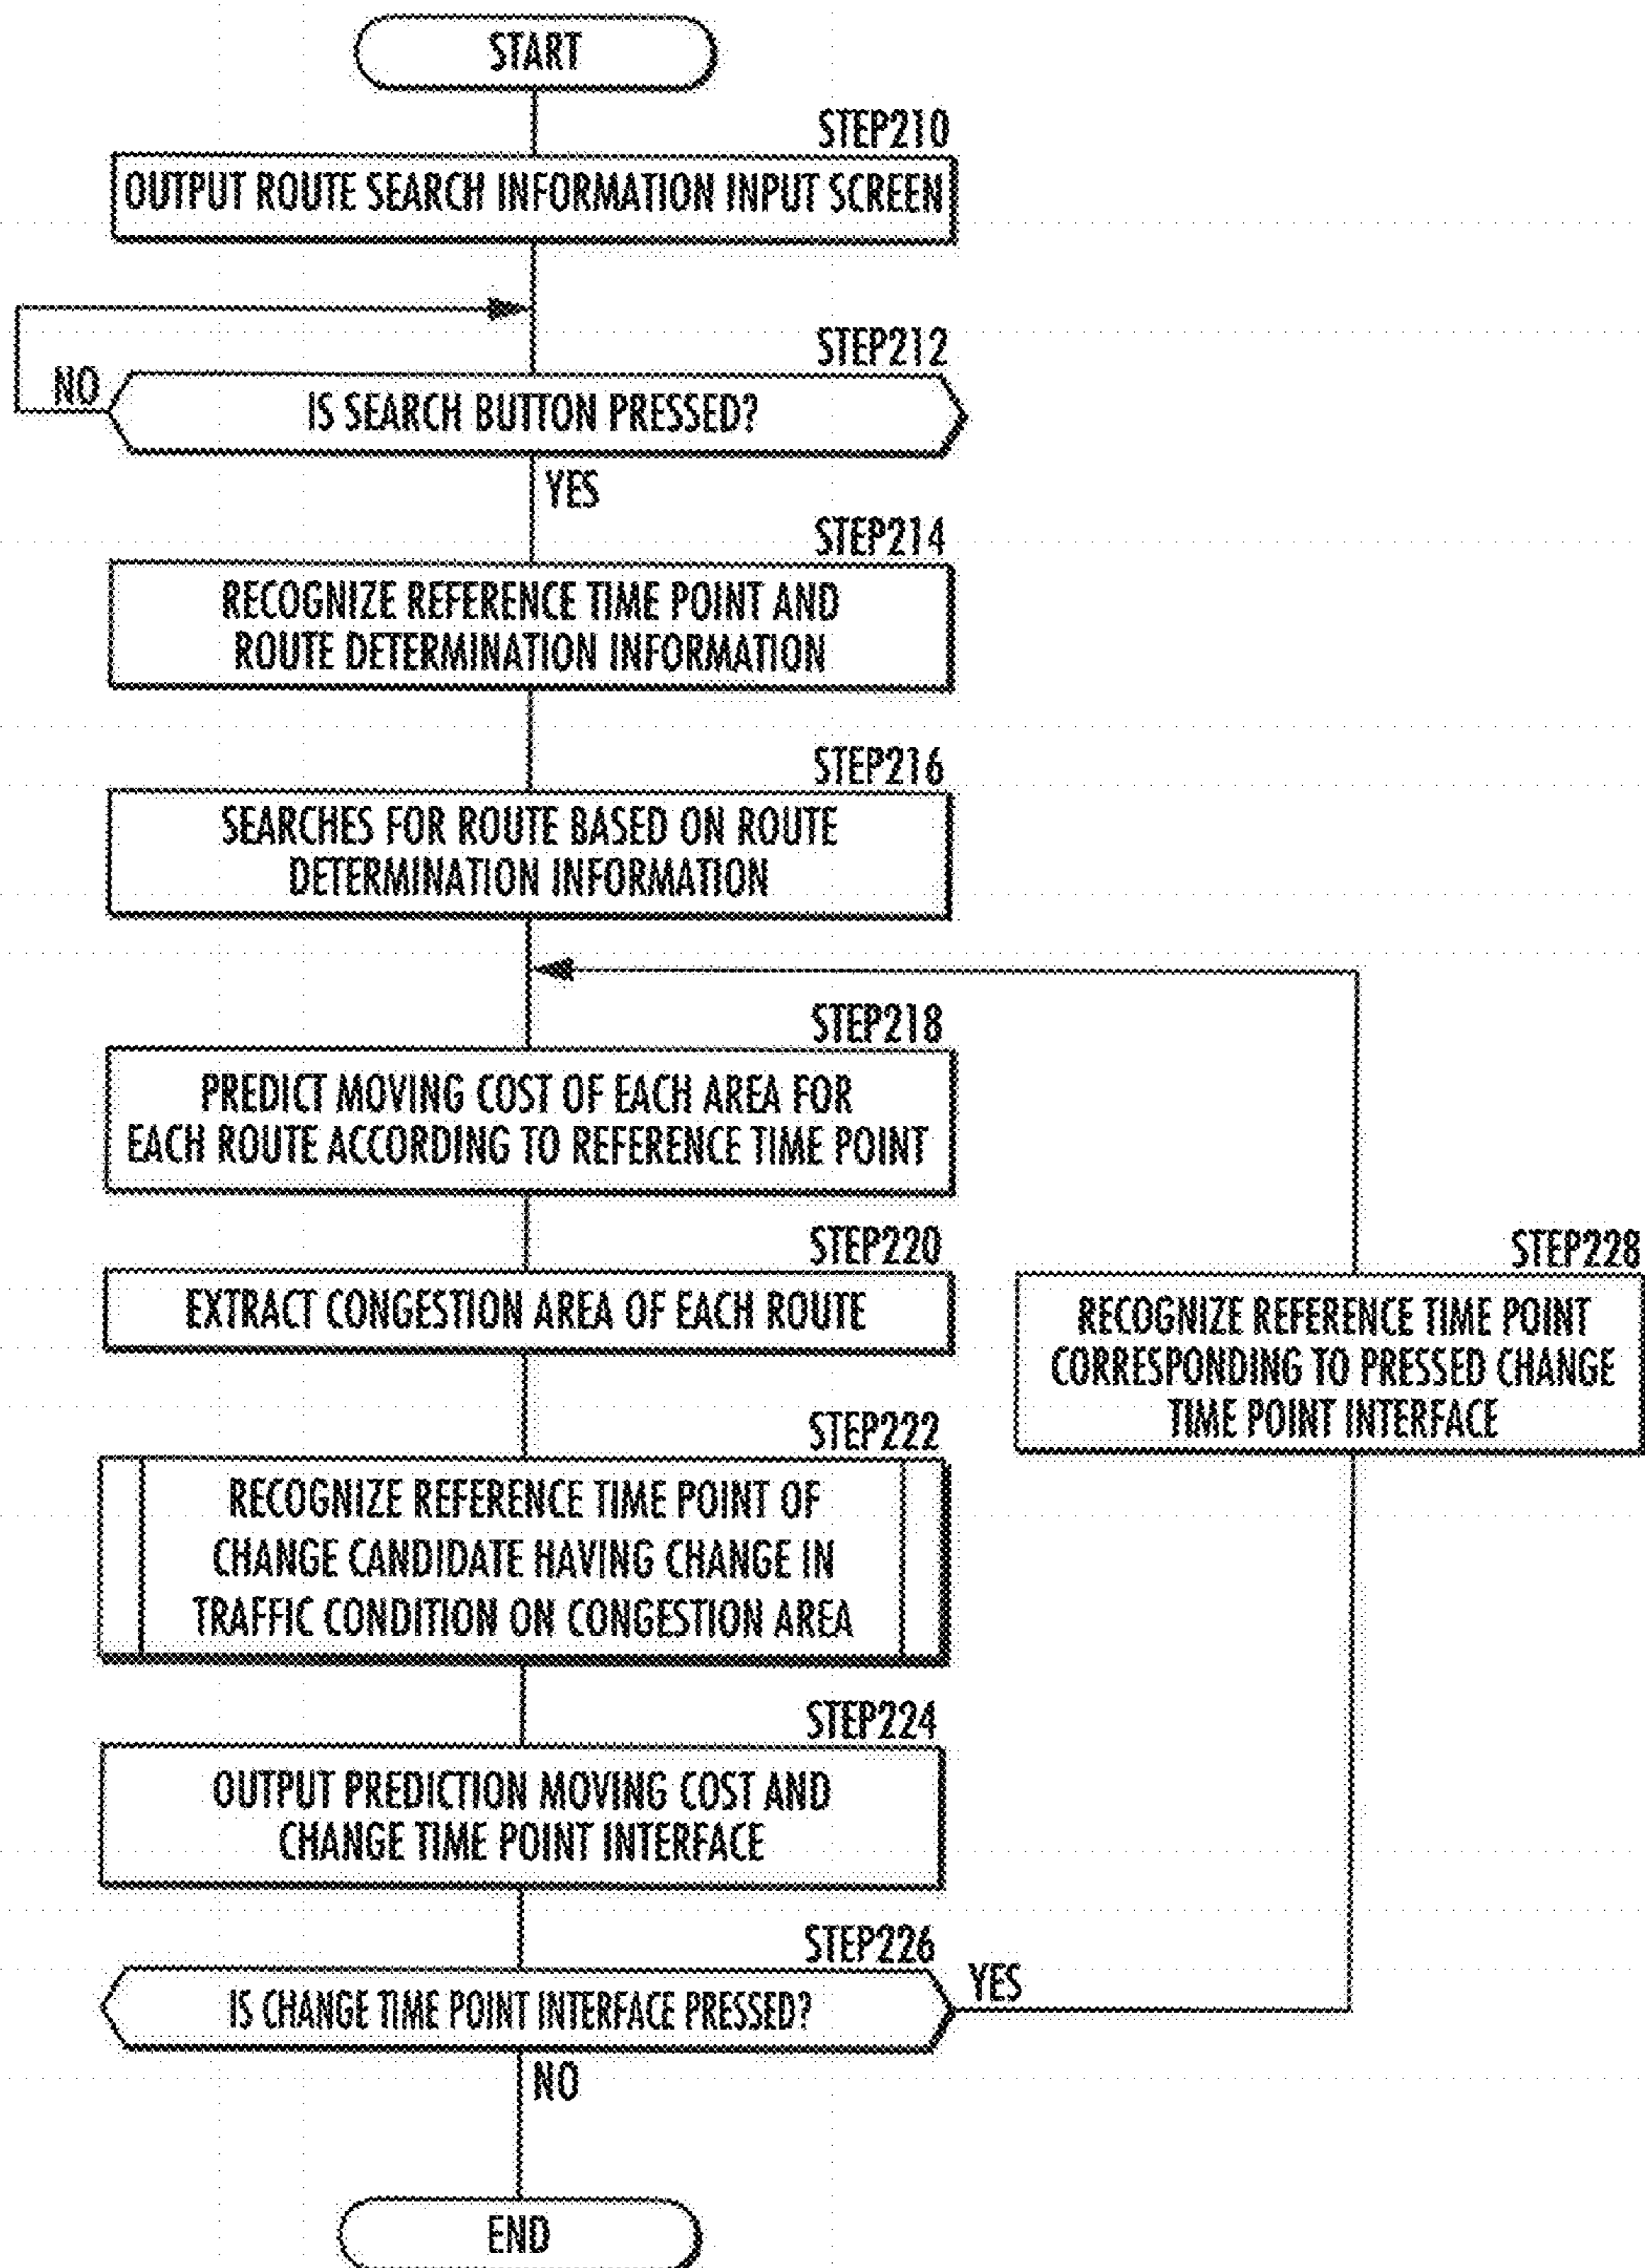 START
STEP210
OUTPUT ROUTE SEARCH INFORMATION INPUT SCREEN
STEP212
NO
IS SEARCH BUTTON PRESSED?
YES
STEP214
RECOGNIZE REFERENCE TIME POINT AND
ROUTE DETERMINATION INFORMATION
STEP216
SEARCHES FOR ROUTE BASED ON ROUTE
DETERMINATION INFORMATION
STEP218
PREDICT MOVING COST OF EACH AREA FOR
EACH ROUTE ACCORDING TO REFERENCE TIME POINT
STEP220
EXTRACT CONGESTION AREA OF EACH ROUTE
STEP228
RECOGNIZE REFERENCE TIME POINT
CORRESPONDING TO PRESSED CHANGE
TIME POINT INTERFACE
STEP222
RECOGNIZE REFERENCE TIME POINT OF
CHANGE CANDIDATE HAVING CHANGE IN
TRAFFIC CONDITION ON CONGESTION AREA
STEP224
OUTPUT PREDICTION MOVING COST AND
CHANGE TIME POINT INTERFACE
STEP226
IS CHANGE TIME POINT INTERFACE PRESSED?
YES
NO
END